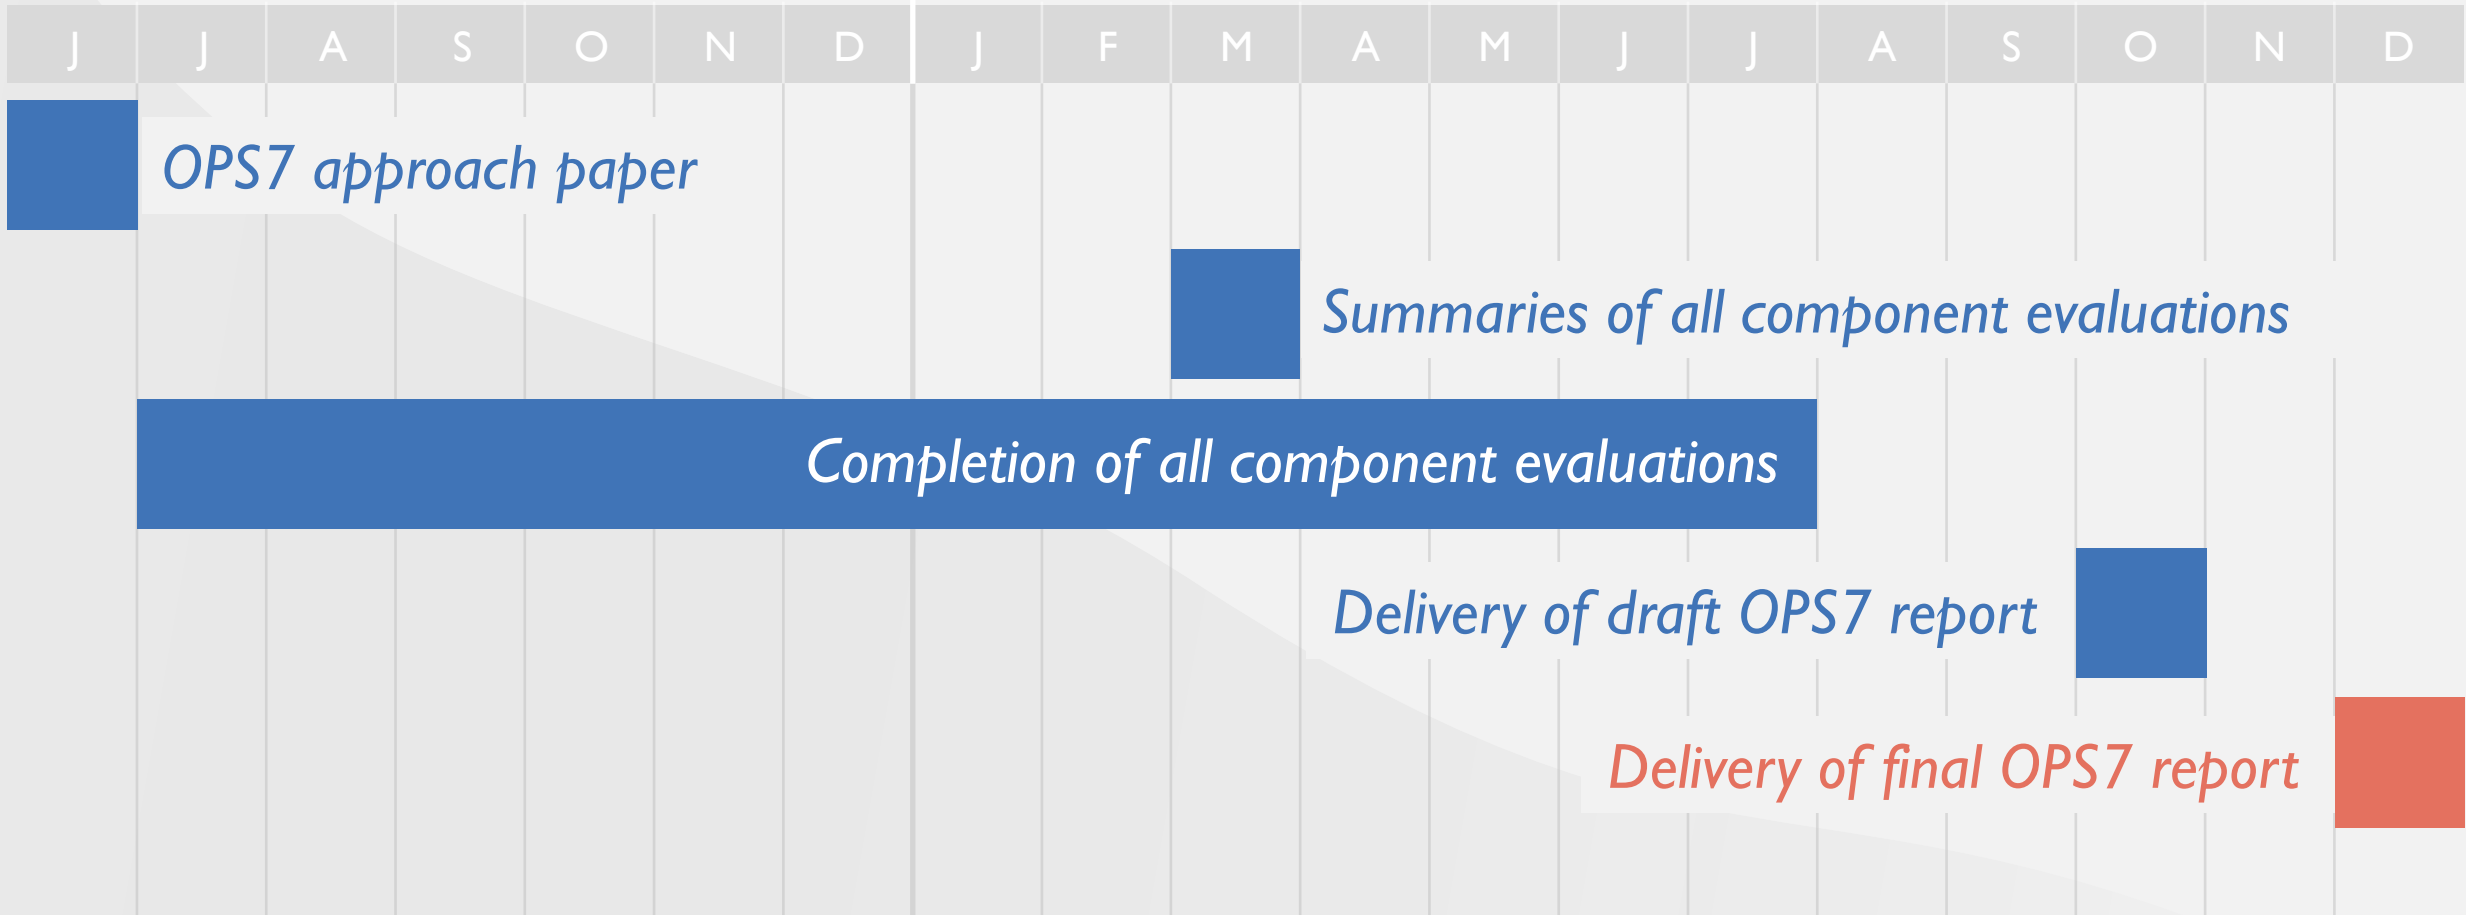 J J A S O N D J F M A M J J A S O N D
OPS7 approach paper
Summaries of all component evaluations
Completion of all component evaluations
Delivery of draft OPS7 report
Delivery of final OPS7 report